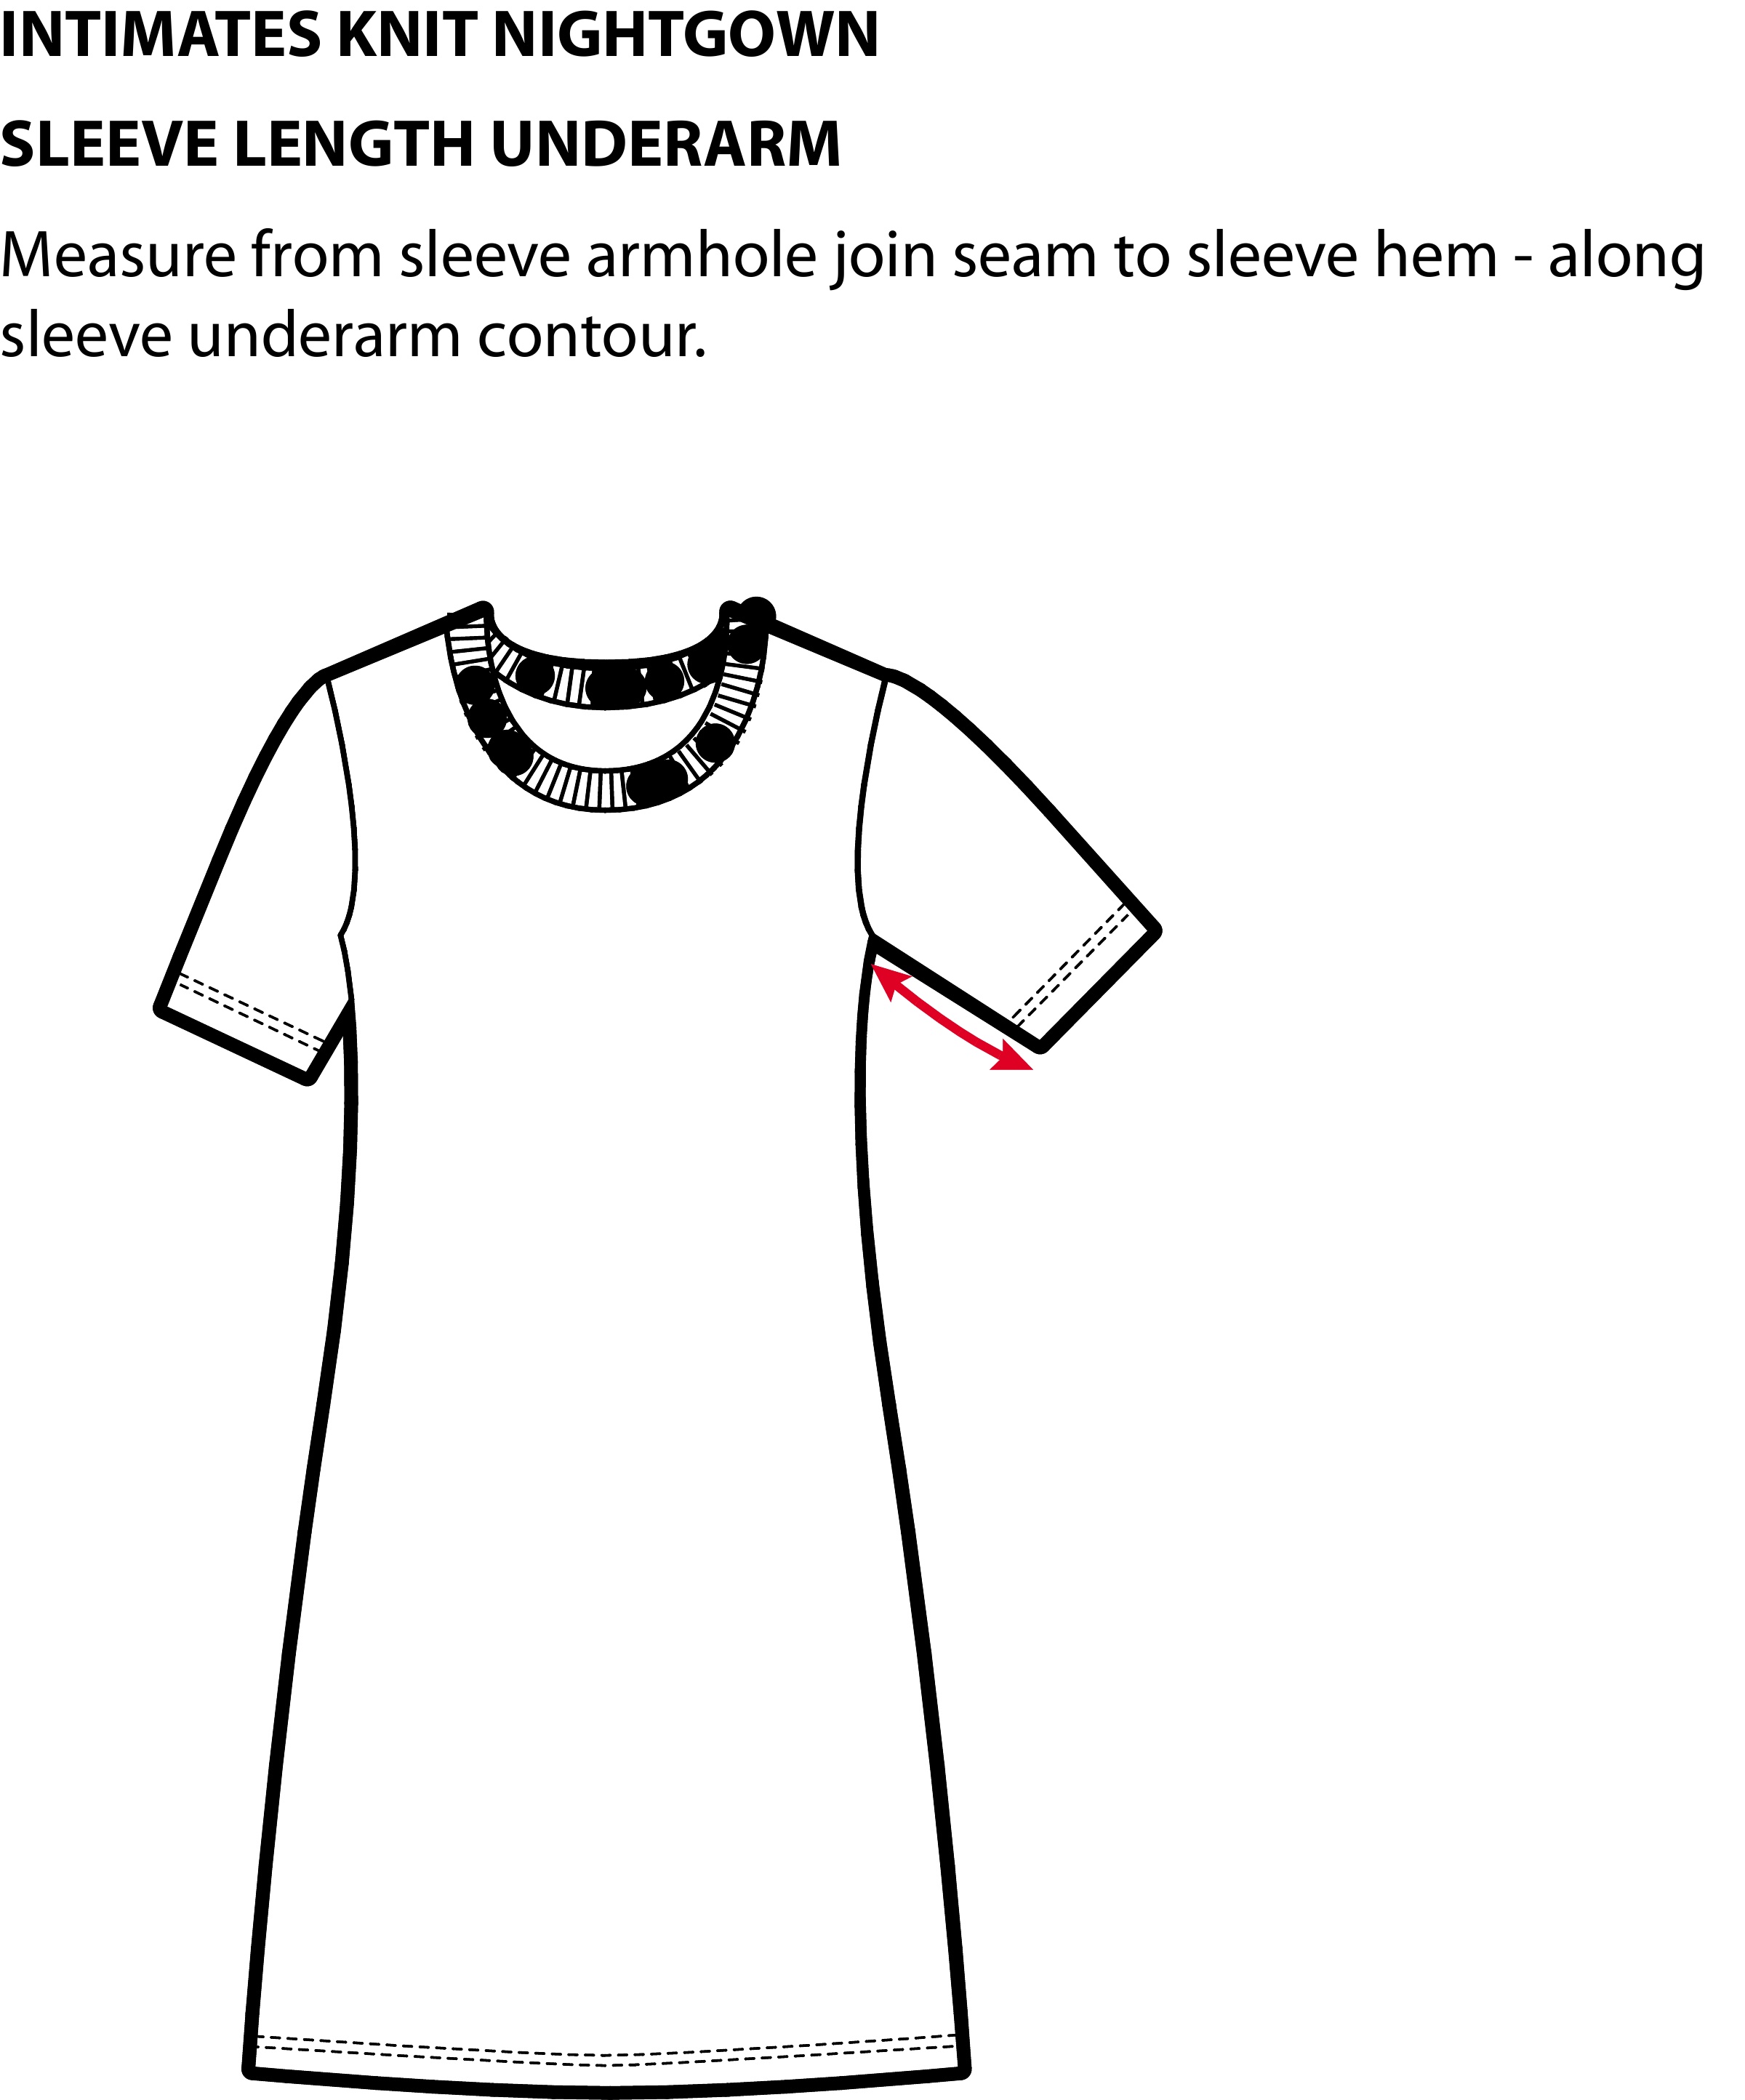 INTIMATES KNIT NIGHTGOWN
SLEEVE LENGTH UNDERARM
Measure from sleeve armhole join seam to sleeve hem - along
sleeve underarm contour.